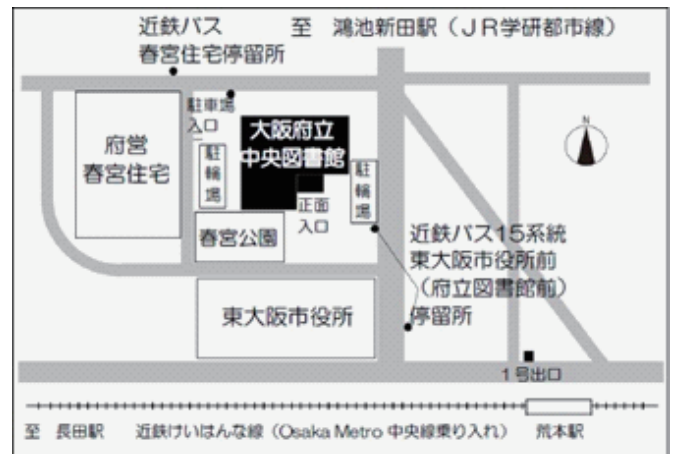 近鉄バス
春宮住宅停留所
至 鴻池新田駅（ＪＲ学研都市線）
駐車場
入口
大阪府立
中央図書館
府営
春宮住宅
駐輪場
駐輪場
正面
入口
N
春宮公園
近鉄バス15系統
東大阪市役所前
（府立図書館前）
停留所
東大阪市役所
１号出口
至 長田駅
近鉄けいはんな線（Osaka Metro 中央線乗り入れ）
荒本駅